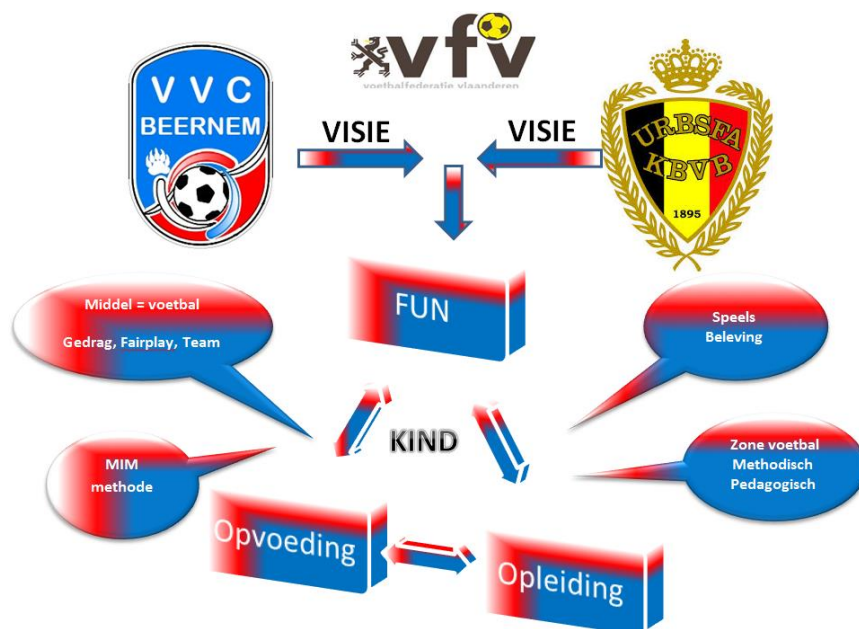 vfv
voetbalfederatie vlaanderen
VVC
BEERNEM
VISIE
VISIE
URBSFA
KBVB
1895
FUN
Middel = voetbal
Gedrag, Fairplay, Team
Speels
Beleving
KIND
MIM
methode
Zone voetbal
Methodisch
Pedagogisch
Opvoeding
Opleiding